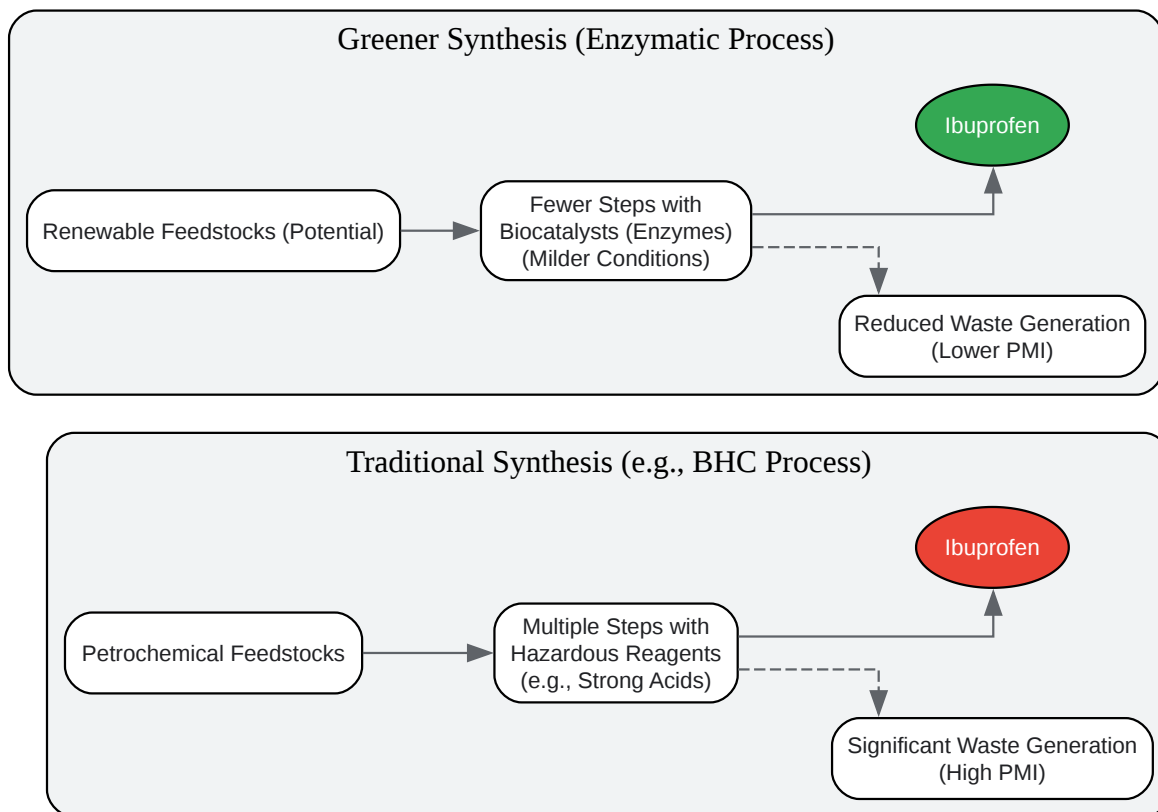 Greener Synthesis (Enzymatic Process)
Ibuprofen
Renewable Feedstocks (Potential)
Fewer Steps with
Biocatalysts (Enzymes)
(Milder Conditions)
Reduced Waste Generation
(Lower PMI)
Traditional Synthesis (e.g., BHC Process)
Ibuprofen
Petrochemical Feedstocks
Multiple Steps with
Hazardous Reagents
(e.g., Strong Acids)
Significant Waste Generation
(High PMI)